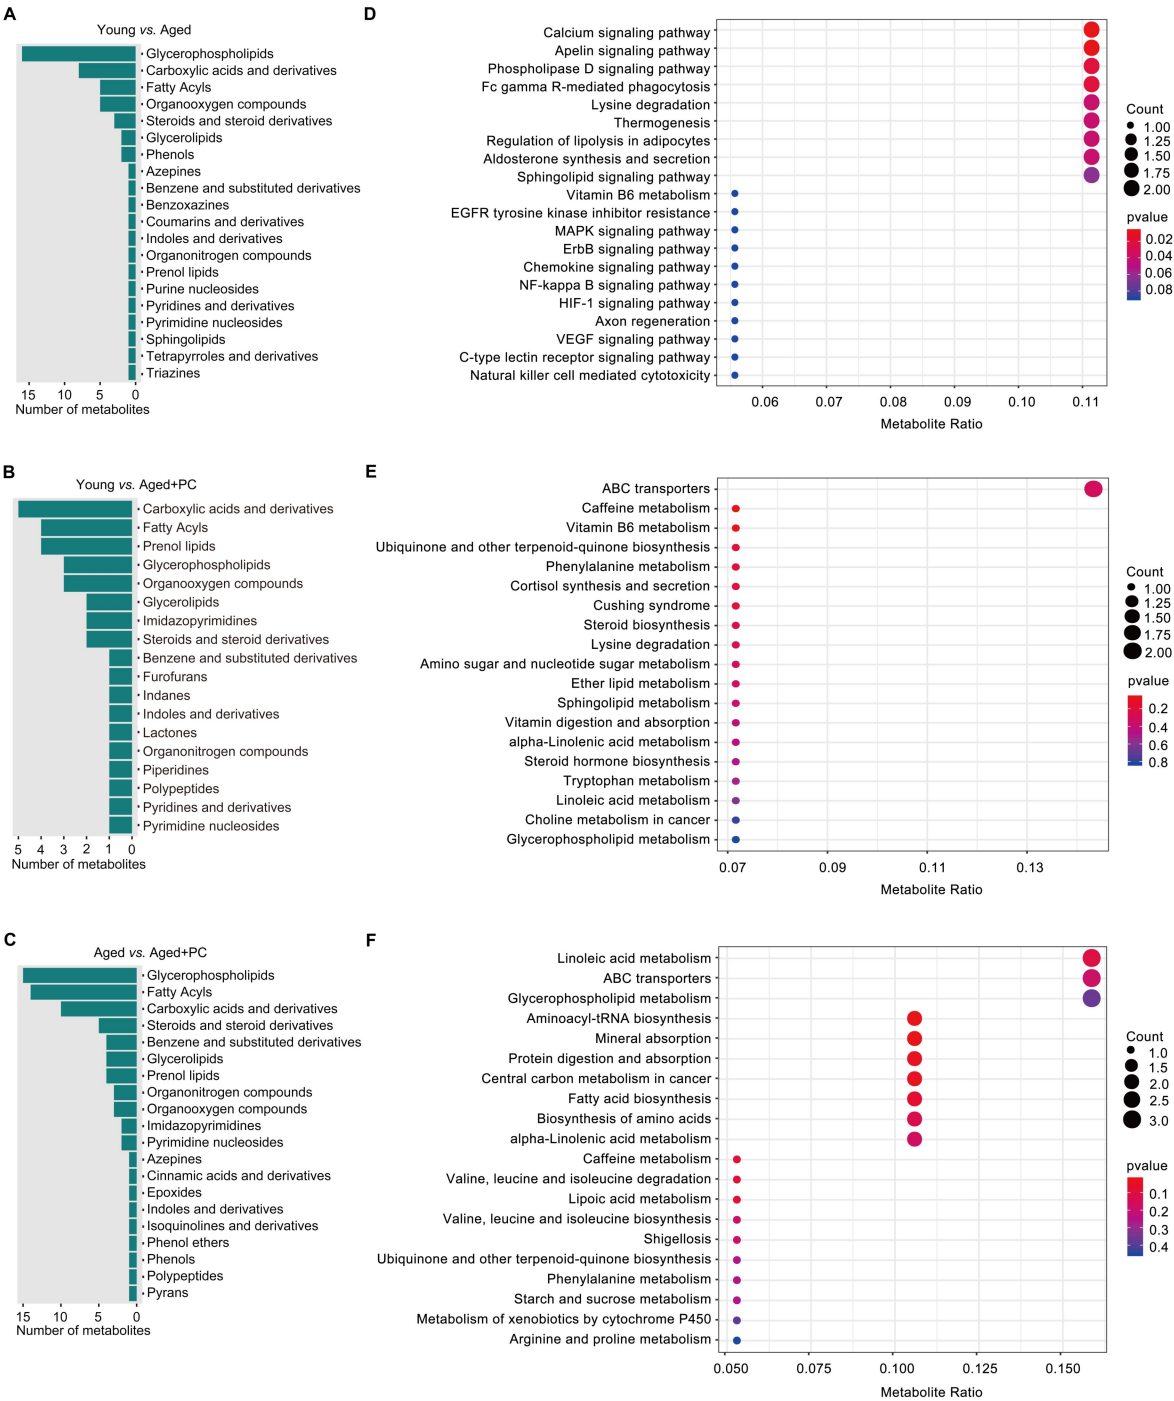 A
Young vs. Aged
Glycerophospholipids
Carboxylic acids and derivatives
Fatty Acyls
Organooxygen compounds
Steroids and steroid derivatives
Glycerolipids
Phenols
Azepines
Benzene and substituted derivatives
Benzoxazines
Coumarins and derivatives
Indoles and derivatives
Organonitrogen compounds
Prenol lipids
Purine nucleosides
Pyridines and derivatives
Pyrimidine nucleosides
Sphingolipids
Tetrapyrroles and derivatives
Triazines
15 10 5 0
Number of metabolites
D
Calcium signaling pathway
Apelin signaling pathway
Phospholipase D signaling pathway
Fc gamma R-mediated phagocytosis
Lysine degradation
Thermogenesis
Regulation of lipolysis in adipocytes
Aldosterone synthesis and secretion
Sphingolipid signaling pathway
Vitamin B6 metabolism
EGFR tyrosine kinase inhibitor resistance
MAPK signaling pathway
ErbB signaling pathway
Chemokine signaling pathway
NF-kappa B signaling pathway
HIF-1 signaling pathway
Axon regeneration
VEGF signaling pathway
C-type lectin receptor signaling pathway
Natural killer cell mediated cytotoxicity
0.06 0.07 0.08 0.09 0.10 0.11
Metabolite Ratio
Count
1.00
1.25
1.50
1.75
2.00
pvalue
0.02
0.04
0.06
0.08
B
Young vs. Aged+PC
Carboxylic acids and derivatives
Fatty Acyls
Prenol lipids
Glycerophospholipids
Organooxygen compounds
Glycerolipids
Imidazopyrimidines
Steroids and steroid derivatives
Benzene and substituted derivatives
Furofurans
Indanes
Indoles and derivatives
Lactones
Organonitrogen compounds
Piperidines
Polypeptides
Pyridines and derivatives
Pyrimidine nucleosides
5 4 3 2 1 0
Number of metabolites
E
ABC transporters
Caffeine metabolism
Vitamin B6 metabolism
Ubiquinone and other terpenoid-quinone biosynthesis
Phenylalanine metabolism
Cortisol synthesis and secretion
Cushing syndrome
Steroid biosynthesis
Lysine degradation
Amino sugar and nucleotide sugar metabolism
Ether lipid metabolism
Sphingolipid metabolism
Vitamin digestion and absorption
alpha-Linolenic acid metabolism
Steroid hormone biosynthesis
Tryptophan metabolism
Linoleic acid metabolism
Choline metabolism in cancer
Glycerophospholipid metabolism
0.07 0.09 0.11 0.13
Metabolite Ratio
Count
1.00
1.25
1.50
1.75
2.00
pvalue
0.2
0.4
0.6
0.8
C
Aged vs. Aged+PC
Glycerophospholipids
Fatty Acyls
Carboxylic acids and derivatives
Steroids and steroid derivatives
Benzene and substituted derivatives
Glycerolipids
Prenol lipids
Organonitrogen compounds
Organooxygen compounds
Imidazopyrimidines
Pyrimidine nucleosides
Azepines
Cinnamic acids and derivatives
Epoxides
Indoles and derivatives
Isoquinolines and derivatives
Phenol ethers
Phenols
Polypeptides
Pyrans
15 10 5 0
Number of metabolites
F
Linoleic acid metabolism
ABC transporters
Glycerophospholipid metabolism
Aminoacyl-tRNA biosynthesis
Mineral absorption
Protein digestion and absorption
Central carbon metabolism in cancer
Fatty acid biosynthesis
Biosynthesis of amino acids
alpha-Linolenic acid metabolism
Caffeine metabolism
Valine, leucine and isoleucine degradation
Lipoic acid metabolism
Valine, leucine and isoleucine biosynthesis
Shigellosis
Ubiquinone and other terpenoid-quinone biosynthesis
Phenylalanine metabolism
Starch and sucrose metabolism
Metabolism of xenobiotics by cytochrome P450
Arginine and proline metabolism
0.050 0.075 0.100 0.125 0.150
Metabolite Ratio
Count
1.0
1.5
2.0
2.5
3.0
pvalue
0.1
0.2
0.3
0.4